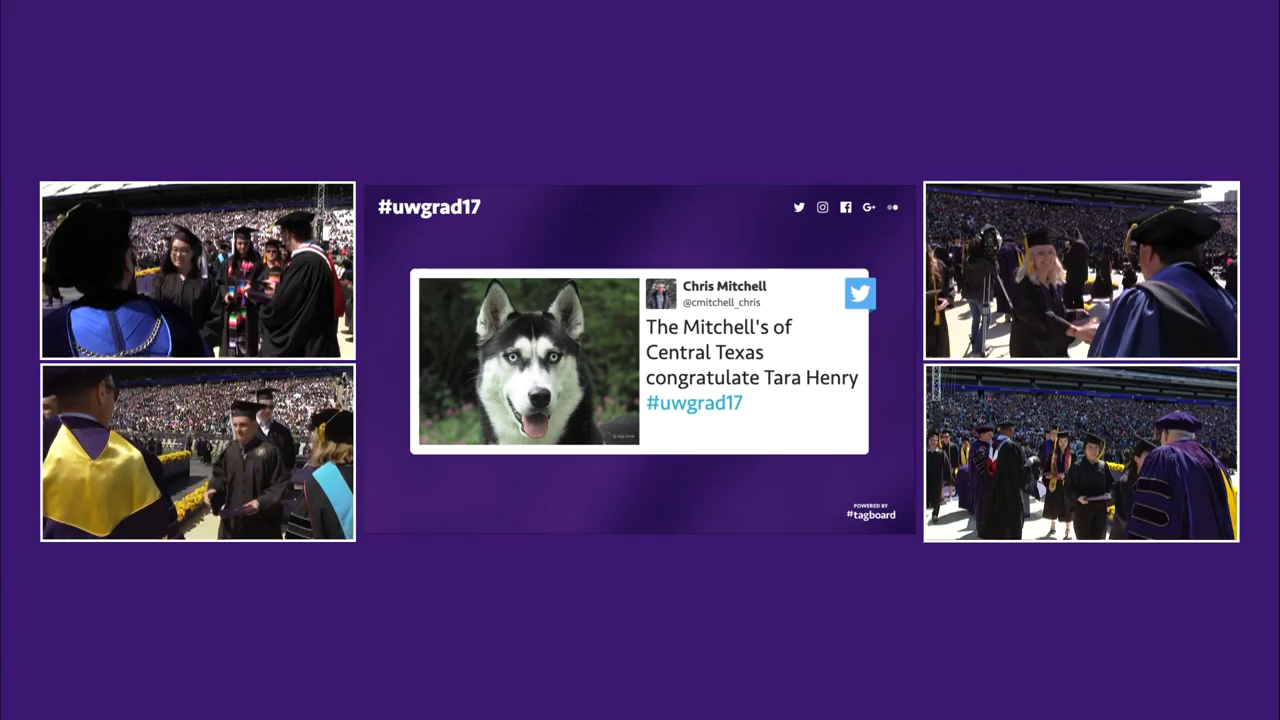 #uwgrad17
Chris Mitchell
@cmitchell_chris
The Mitchell's of
Central Texas
congratulate Tara Henry
#uwgrad17
POWERED BY
#tagboard